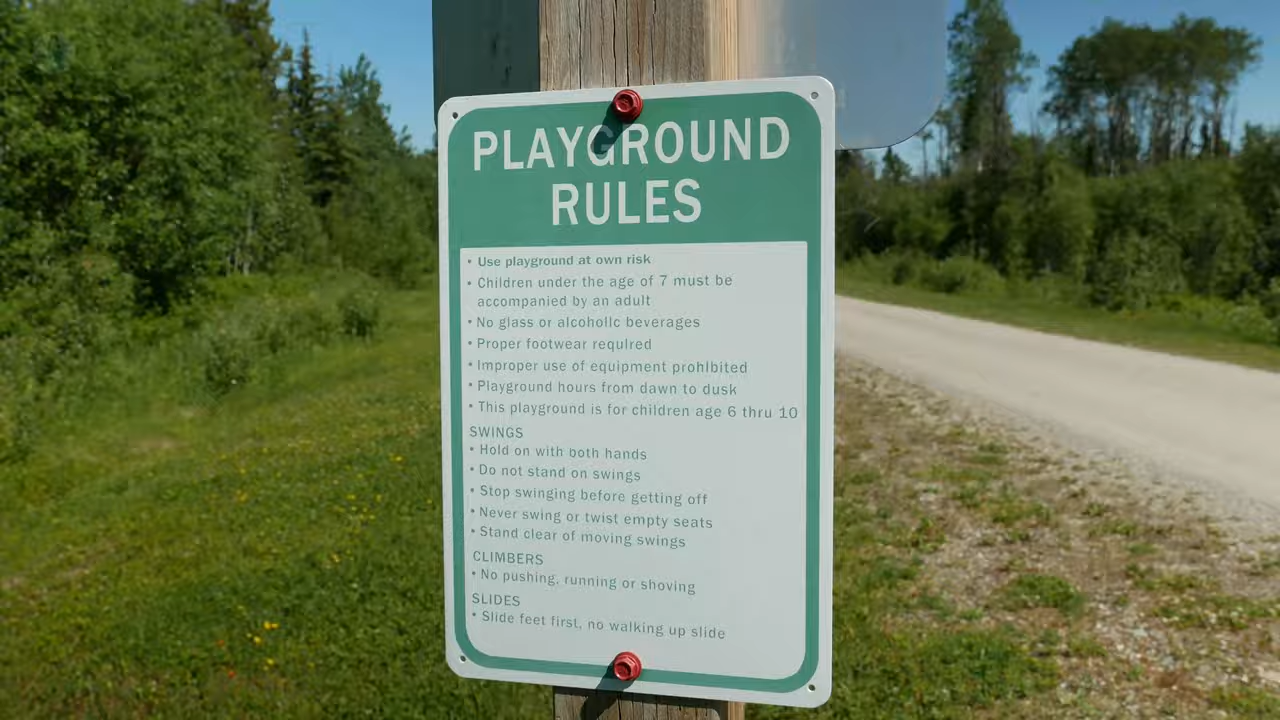 PLAYGROUND
RULES
• Use playground at own risk
• Children under the age of 7 must be
accompanied by an adult
• No glass or alcoholic beverages
• Proper footwear required
• Improper use of equipment prohibited
• Playground hours from dawn to dusk
• This playground is for children age 6 thru 10
SWINGS
• Hold on with both hands
• Do not stand on swings
• Stop swinging before getting off
• Never swing or twist empty seats
• Stand clear of moving swings
CLIMBERS
• No pushing, running or shoving
SLIDES
• Slide feet first, no walking up slide